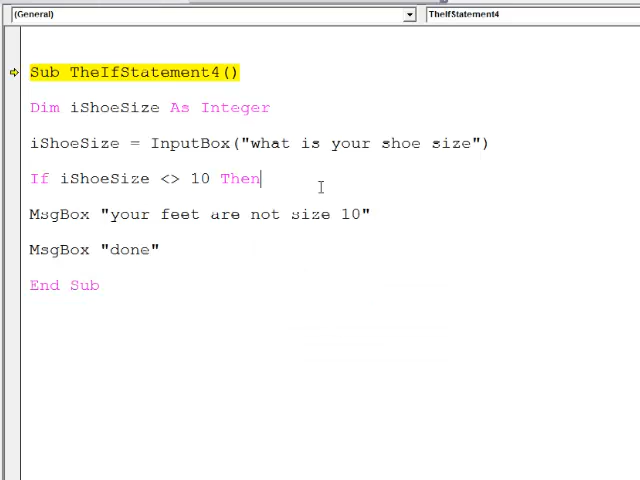 (General)
TheIfStatement4
Sub TheIfStatement4()
Dim iShoeSize As Integer
iShoeSize = InputBox("what is your shoe size")
If iShoeSize <> 10 Then
MsgBox "your feet are not size 10"
MsgBox "done"
End Sub